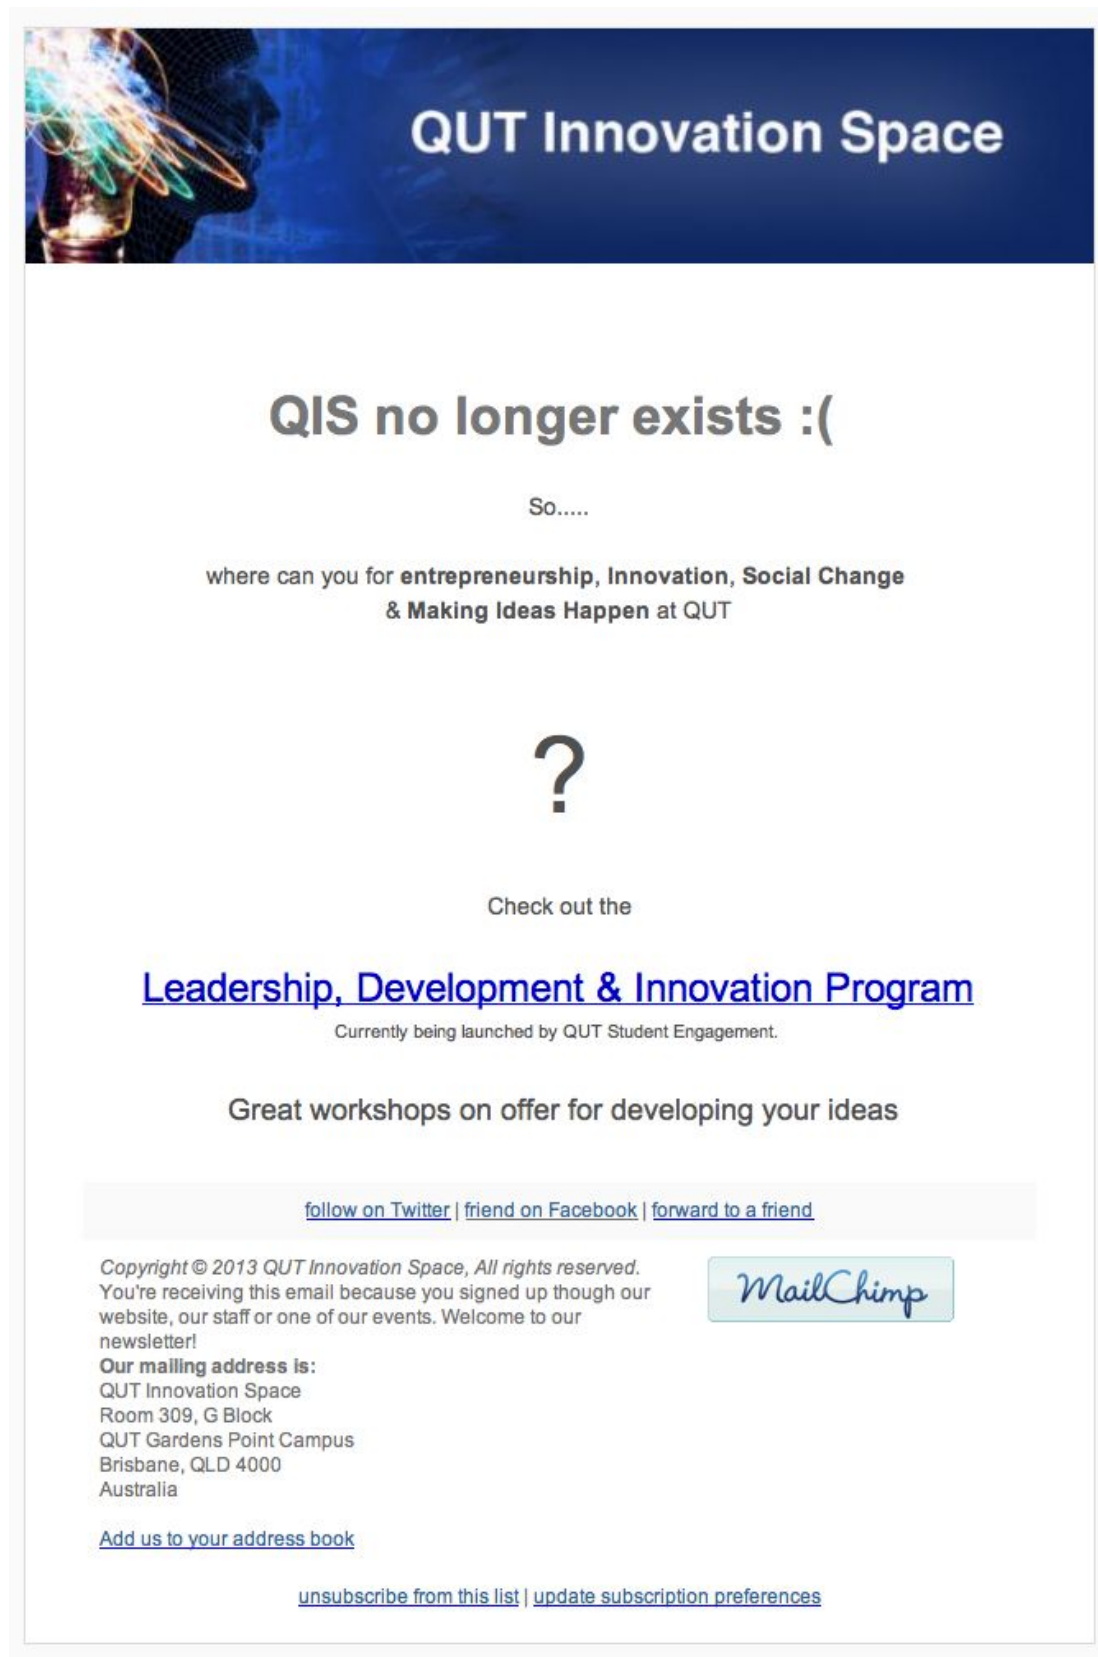 QUT Innovation Space
QIS no longer exists :(
So.....
where can you for entrepreneurship, Innovation, Social Change
& Making Ideas Happen at QUT
?
Check out the
Leadership, Development & Innovation Program
Currently being launched by QUT Student Engagement.
Great workshops on offer for developing your ideas
follow on Twitter | friend on Facebook | forward to a friend
Copyright © 2013 QUT Innovation Space, All rights reserved.
You're receiving this email because you signed up though our
website, our staff or one of our events. Welcome to our
newsletter!
Our mailing address is:
QUT Innovation Space
Room 309, G Block
QUT Gardens Point Campus
Brisbane, QLD 4000
Australia
MailChimp
Add us to your address book
unsubscribe from this list | update subscription preferences